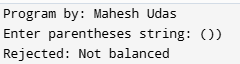 Program by: Mahesh Udas
Enter parentheses string: ())
Rejected: Not balanced